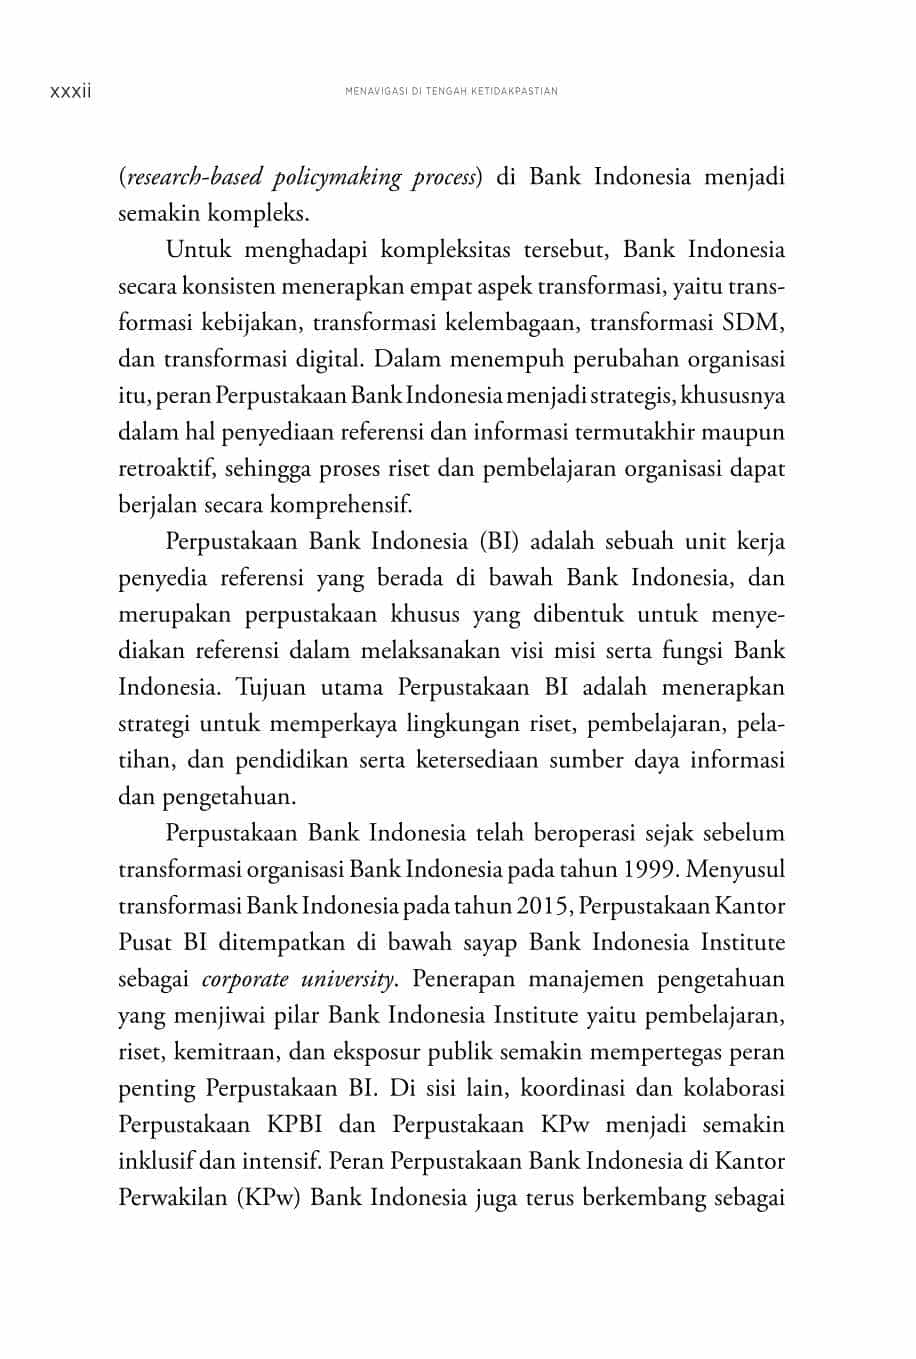 xxxii
MENAVIGASI DI TENGAH KETIDAKPASTIAN
(research-based policymaking process) di Bank Indonesia menjadi
semakin kompleks.
Untuk menghadapi kompleksitas tersebut, Bank Indonesia
secara konsisten menerapkan empat aspek transformasi, yaitu trans-
formasi kebijakan, transformasi kelembagaan, transformasi SDM,
dan transformasi digital. Dalam menempuh perubahan organisasi
itu, peran Perpustakaan Bank Indonesia menjadi strategis, khususnya
dalam hal penyediaan referensi dan informasi termutakhir maupun
retroaktif, sehingga proses riset dan pembelajaran organisasi dapat
berjalan secara komprehensif.
Perpustakaan Bank Indonesia (BI) adalah sebuah unit kerja
penyedia referensi yang berada di bawah Bank Indonesia, dan
merupakan perpustakaan khusus yang dibentuk untuk menye-
diakan referensi dalam melaksanakan visi misi serta fungsi Bank
Indonesia. Tujuan utama Perpustakaan BI adalah menerapkan
strategi untuk memperkaya lingkungan riset, pembelajaran, pela-
tihan, dan pendidikan serta ketersediaan sumber daya informasi
dan pengetahuan.
Perpustakaan Bank Indonesia telah beroperasi sejak sebelum
transformasi organisasi Bank Indonesia pada tahun 1999. Menyusul
transformasi Bank Indonesia pada tahun 2015, Perpustakaan Kantor
Pusat BI ditempatkan di bawah sayap Bank Indonesia Institute
sebagai corporate university. Penerapan manajemen pengetahuan
yang menjiwai pilar Bank Indonesia Institute yaitu pembelajaran,
riset, kemitraan, dan eksposur publik semakin mempertegas peran
penting Perpustakaan BI. Di sisi lain, koordinasi dan kolaborasi
Perpustakaan KPBI dan Perpustakaan KPw menjadi semakin
inklusif dan intensif. Peran Perpustakaan Bank Indonesia di Kantor
Perwakilan (KPw) Bank Indonesia juga terus berkembang sebagai